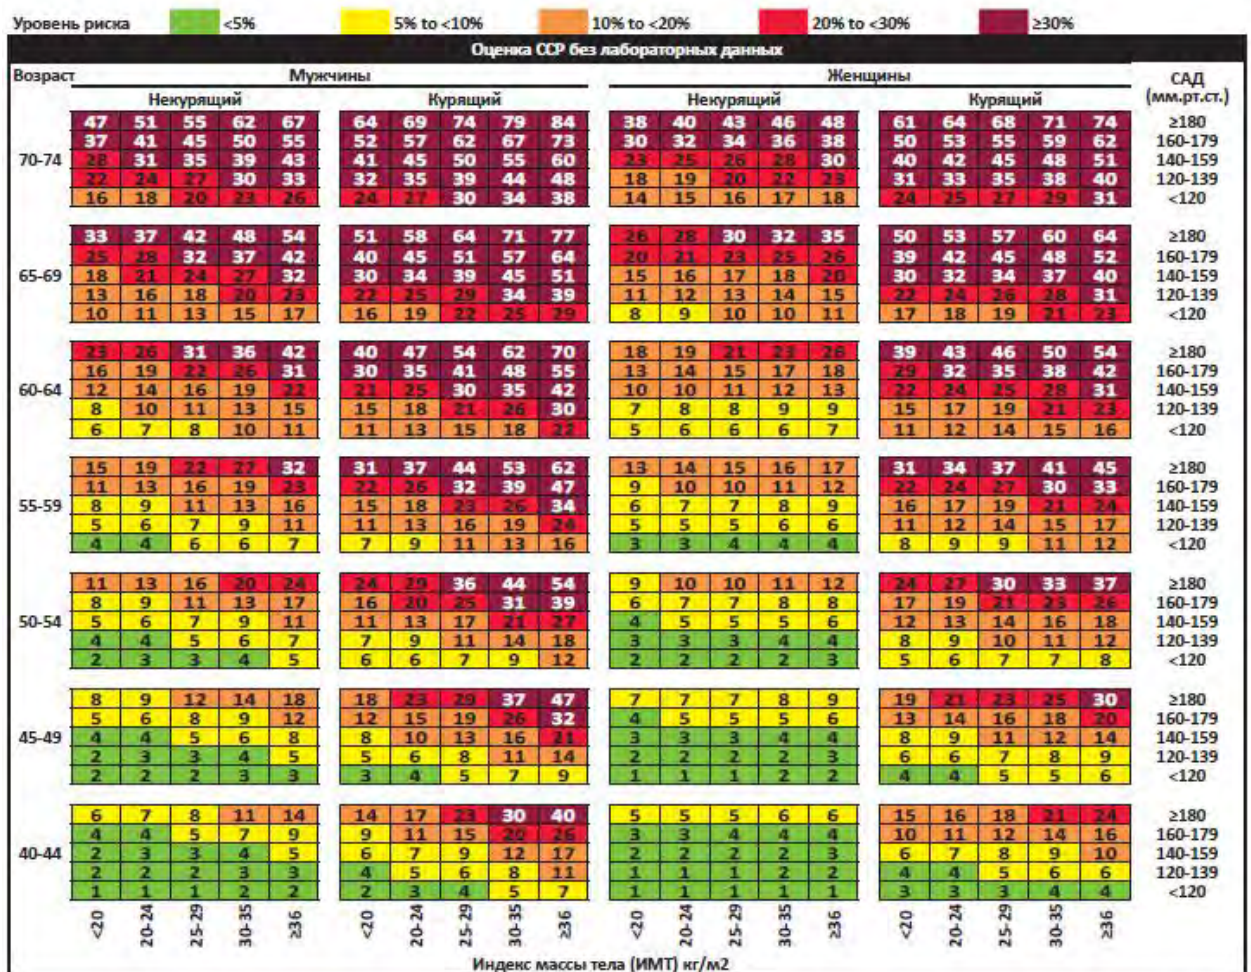 Уровень риска <5% 5% to <10% 10% to <20% 20% to <30% ≥30%
Оценка ССР без лабораторных данных
Возраст Мужчины Женщины САД
Некурящий Курящий Некурящий Курящий (мм.рт.ст.)
47 51 55 62 67 64 69 74 79 84 38 40 43 46 48 61 64 68 71 74 ≥180
37 41 45 50 55 52 57 62 67 73 30 32 34 36 38 50 53 55 59 62 160-179
70-74 28 31 35 39 43 41 45 50 55 60 23 25 26 28 30 40 42 45 48 51 140-159
22 24 27 30 33 32 35 39 44 48 18 19 20 22 23 31 33 35 38 40 120-139
16 18 20 23 26 24 27 30 34 38 14 15 16 17 18 24 25 27 29 31 <120
33 37 42 48 54 51 58 64 71 77 26 28 30 32 35 50 53 57 60 64 ≥180
25 28 32 37 42 40 45 51 57 64 20 21 23 25 26 39 42 45 48 52 160-179
65-69 18 21 24 27 32 30 34 39 45 51 15 16 17 18 20 30 32 34 37 40 140-159
13 16 18 20 23 22 25 29 34 39 11 12 13 14 15 22 24 26 28 31 120-139
10 11 13 15 17 16 19 22 25 29 8 9 10 10 11 17 18 19 21 23 <120
23 26 31 36 42 40 47 54 62 70 18 19 21 23 26 39 43 46 50 54 ≥180
16 19 22 26 31 30 35 41 48 55 13 14 15 17 18 29 32 35 38 42 160-179
60-64 12 14 16 19 22 21 25 30 35 42 10 10 11 12 13 22 24 25 28 31 140-159
8 10 11 13 15 15 18 21 26 30 7 8 8 9 9 15 17 19 21 23 120-139
6 7 8 10 11 11 13 15 18 22 5 6 6 6 7 11 12 14 15 16 <120
15 19 22 27 32 31 37 44 53 62 13 14 15 16 17 31 34 37 41 45 ≥180
11 13 16 19 23 22 26 32 39 47 9 10 10 11 12 22 24 27 30 33 160-179
55-59 8 9 11 13 16 15 18 23 26 34 6 7 7 8 9 16 17 19 21 24 140-159
5 6 7 9 11 11 13 16 19 24 5 5 5 6 6 11 12 14 15 17 120-139
4 4 6 6 7 7 9 11 13 16 3 3 4 4 4 8 9 9 11 12 <120
11 13 16 20 24 24 29 36 44 54 9 10 10 11 12 24 27 30 33 37 ≥180
8 9 11 13 17 16 20 25 31 39 6 7 7 8 8 17 19 21 23 26 160-179
50-54 5 6 7 9 11 11 13 17 21 27 4 5 5 5 6 12 13 14 16 18 140-159
4 4 5 6 7 7 9 11 14 18 3 3 3 4 4 8 9 10 11 12 120-139
2 3 3 4 5 6 6 7 9 12 2 2 2 2 3 5 6 7 7 8 <120
8 9 12 14 18 18 23 29 37 47 7 7 7 8 9 19 21 23 25 30 ≥180
5 6 8 9 12 12 15 19 26 32 4 5 5 5 6 13 14 16 18 20 160-179
45-49 4 4 5 6 8 8 10 13 16 21 3 3 3 4 4 8 9 11 12 14 140-159
2 3 3 4 5 5 6 8 11 14 2 2 2 2 3 6 6 7 8 9 120-139
2 2 2 3 3 3 4 5 7 9 1 1 1 2 2 4 4 5 5 6 <120
6 7 8 11 14 14 17 23 30 40 5 5 5 6 6 15 16 18 21 24 ≥180
4 4 5 7 9 9 11 15 20 26 3 3 4 4 4 10 11 12 14 16 160-179
40-44 2 3 3 4 5 6 7 9 12 17 2 2 2 2 3 6 7 8 9 10 140-159
2 2 2 3 3 4 5 6 8 11 1 1 1 2 2 4 4 5 6 6 120-139
1 1 1 2 2 2 3 4 5 7 1 1 1 1 1 3 3 3 4 4 <120
<20 20-24 25-29 30-35 ≥36 <20 20-24 25-29 30-35 ≥36 <20 20-24 25-29 30-35 ≥36 <20 20-24 25-29 30-35 ≥36
Индекс массы тела (ИМТ) кг/м2